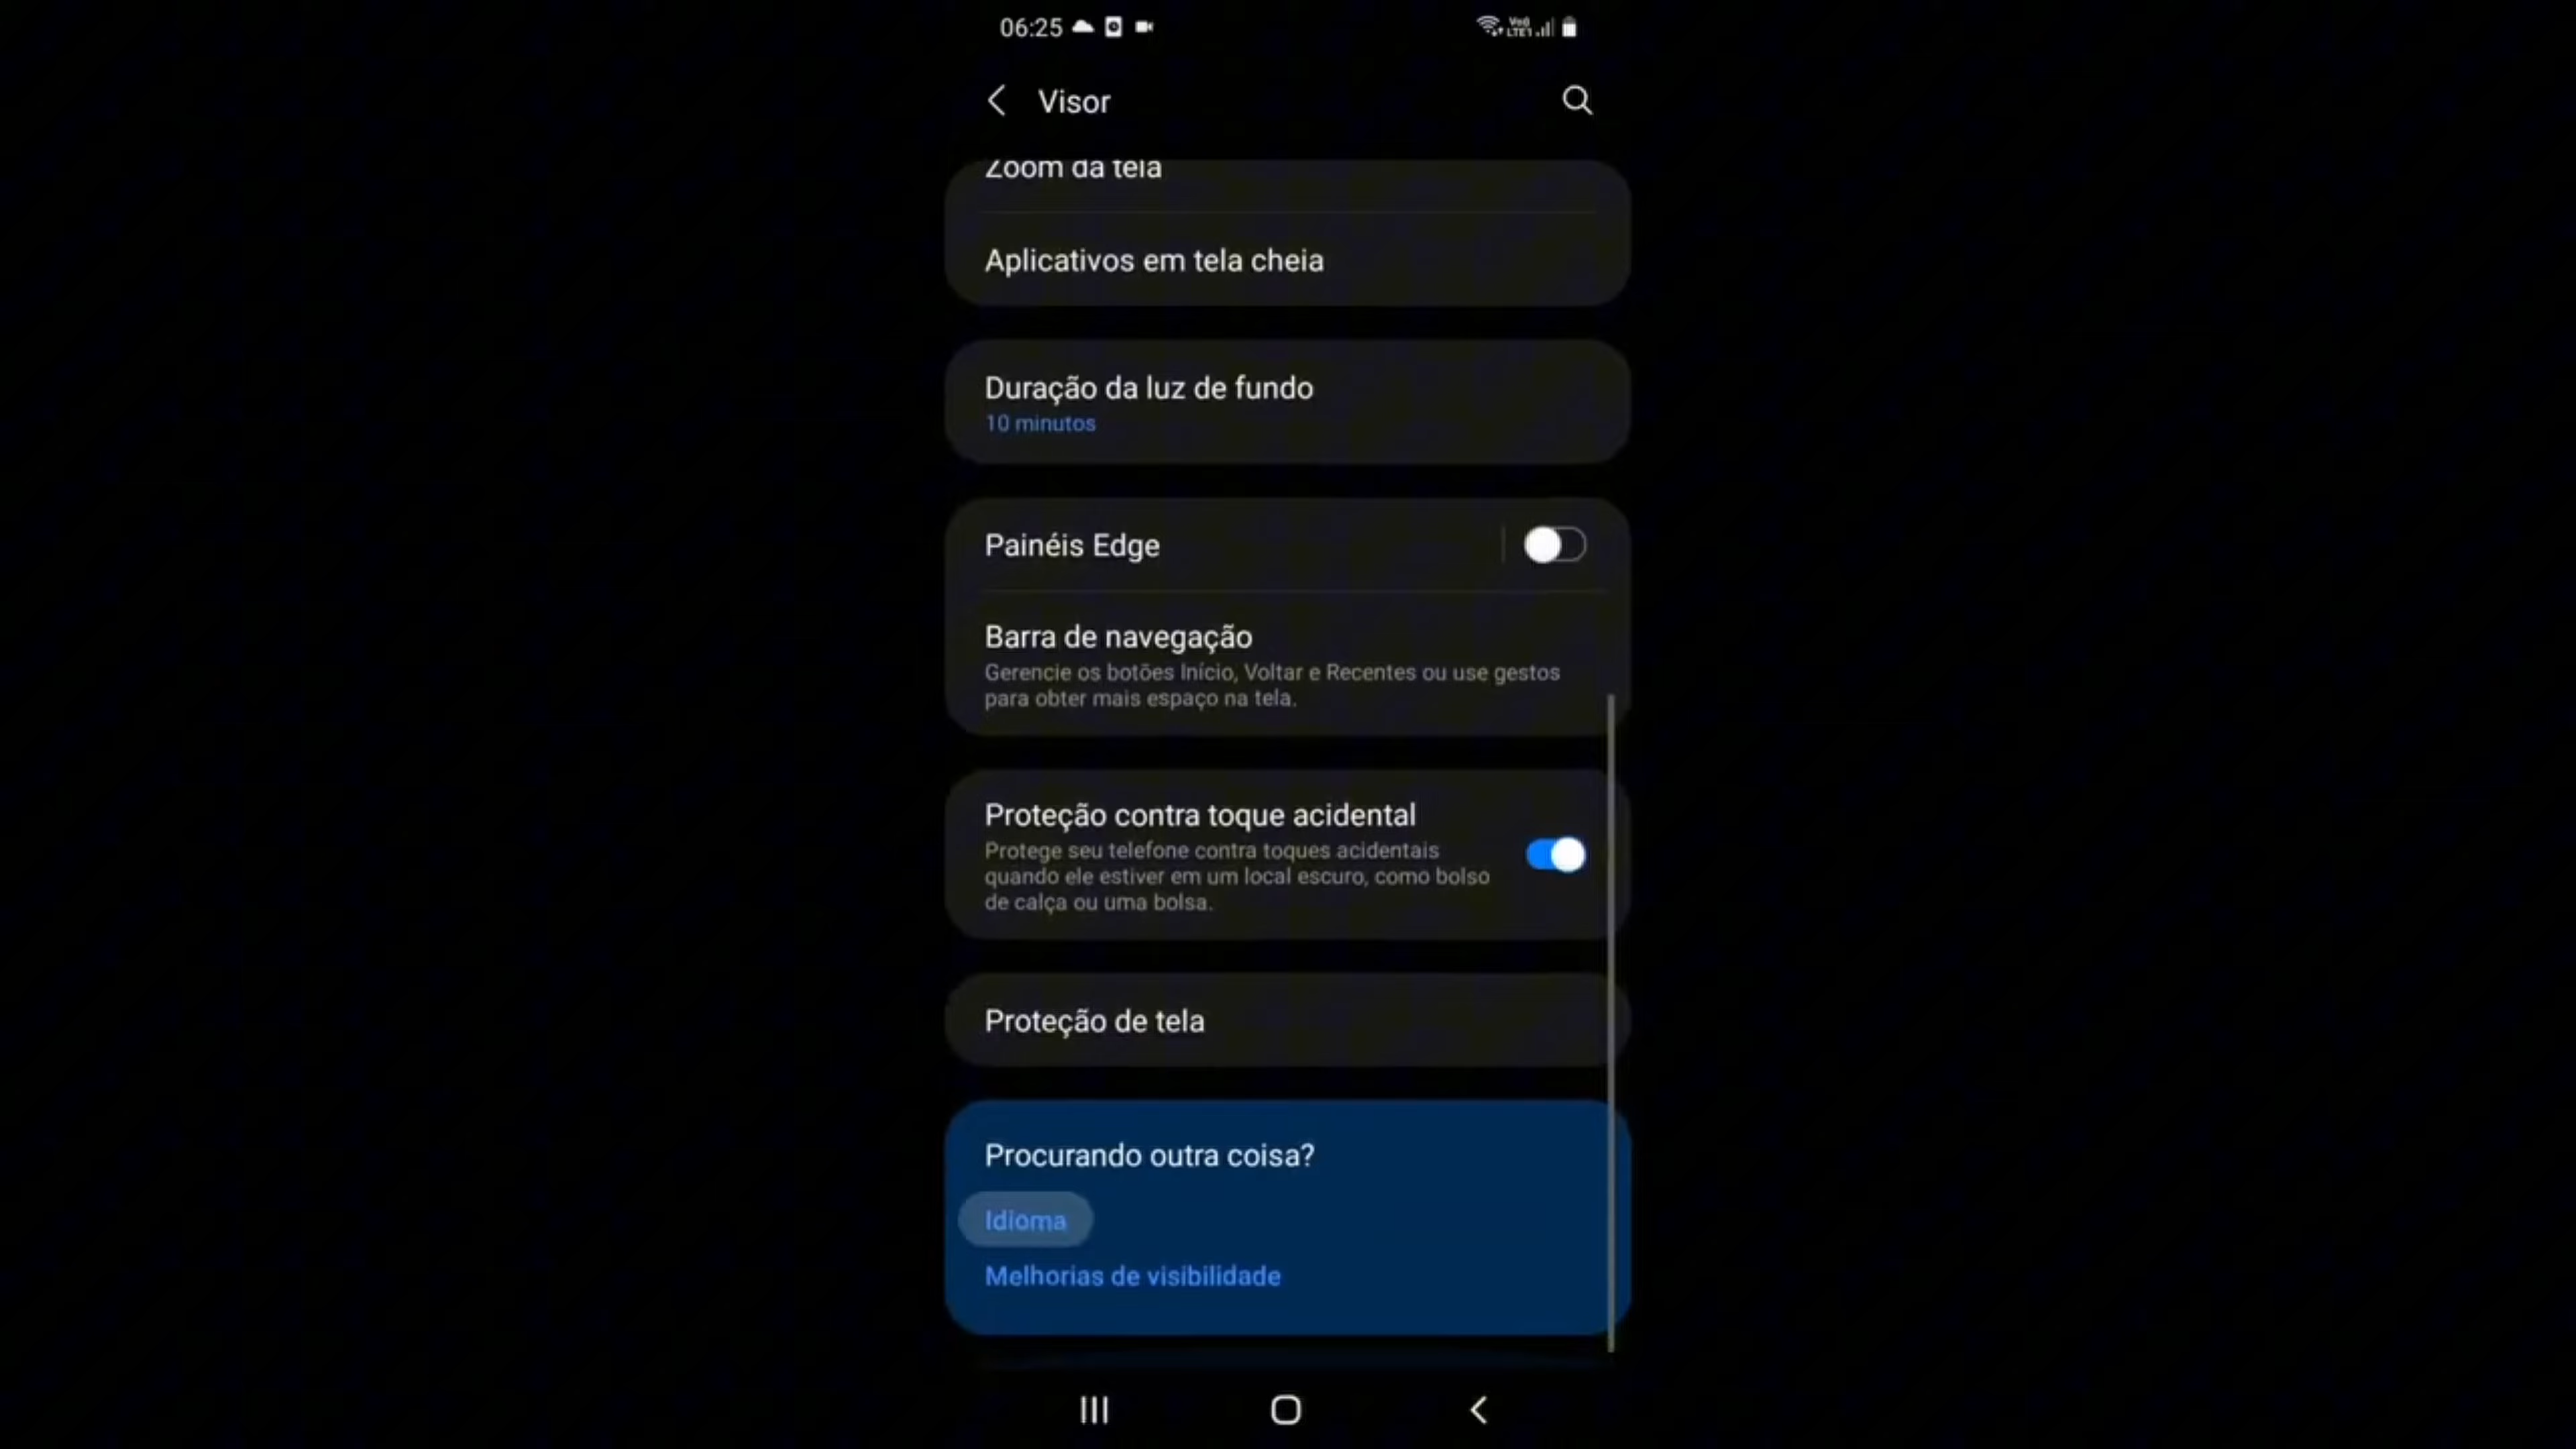 06:25
Visor
Zoom da tela
Aplicativos em tela cheia
Duração da luz de fundo
10 minutos
Painéis Edge
Barra de navegação
Gerencie os botões Início, Voltar e Recentes ou use gestos
para obter mais espaço na tela.
Proteção contra toque acidental
Protege seu telefone contra toques acidentais
quando ele estiver em um local escuro, como bolso
de calça ou uma bolsa.
Proteção de tela
Procurando outra coisa?
Idioma
Melhorias de visibilidade